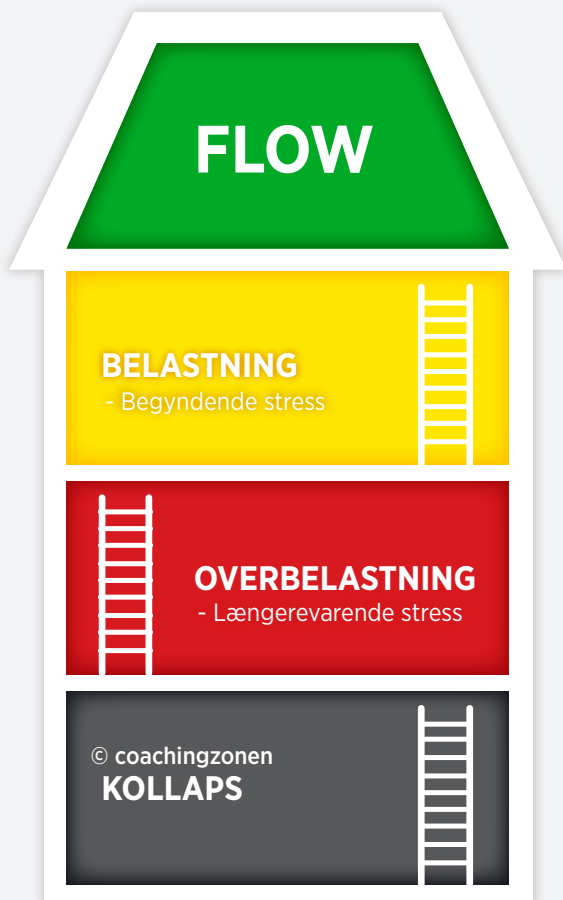 FLOW
BELASTNING
- Begyndende stress
OVERBELASTNING
- Længerevarende stress
© coachingzonen
KOLLAPS